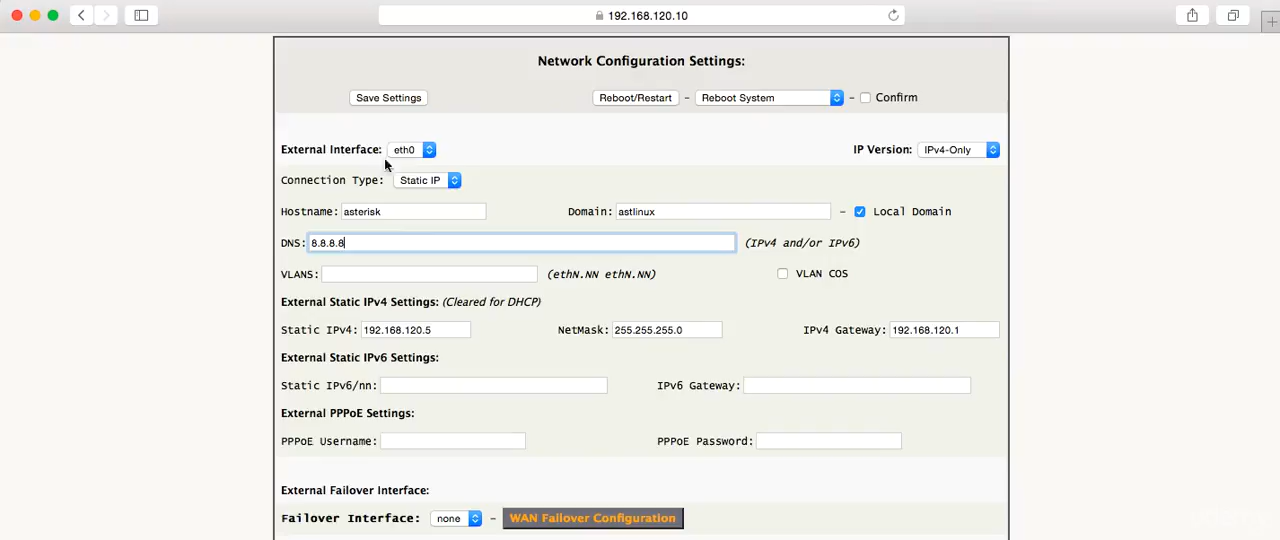 192.168.120.10
Network Configuration Settings:
Save Settings Reboot/Restart – Reboot System – Confirm
External Interface: eth0 IP Version: IPv4-Only
Connection Type: Static IP
Hostname: asterisk Domain: astlinux – Local Domain
DNS: 8.8.8.8 (IPv4 and/or IPv6)
VLANS: (ethN.NN ethN.NN) VLAN COS
External Static IPv4 Settings: (Cleared for DHCP)
Static IPv4: 192.168.120.5 NetMask: 255.255.255.0 IPv4 Gateway: 192.168.120.1
External Static IPv6 Settings:
Static IPv6/nn: IPv6 Gateway:
External PPPoE Settings:
PPPoE Username: PPPoE Password:
External Failover Interface:
Failover Interface: none – WAN Failover Configuration